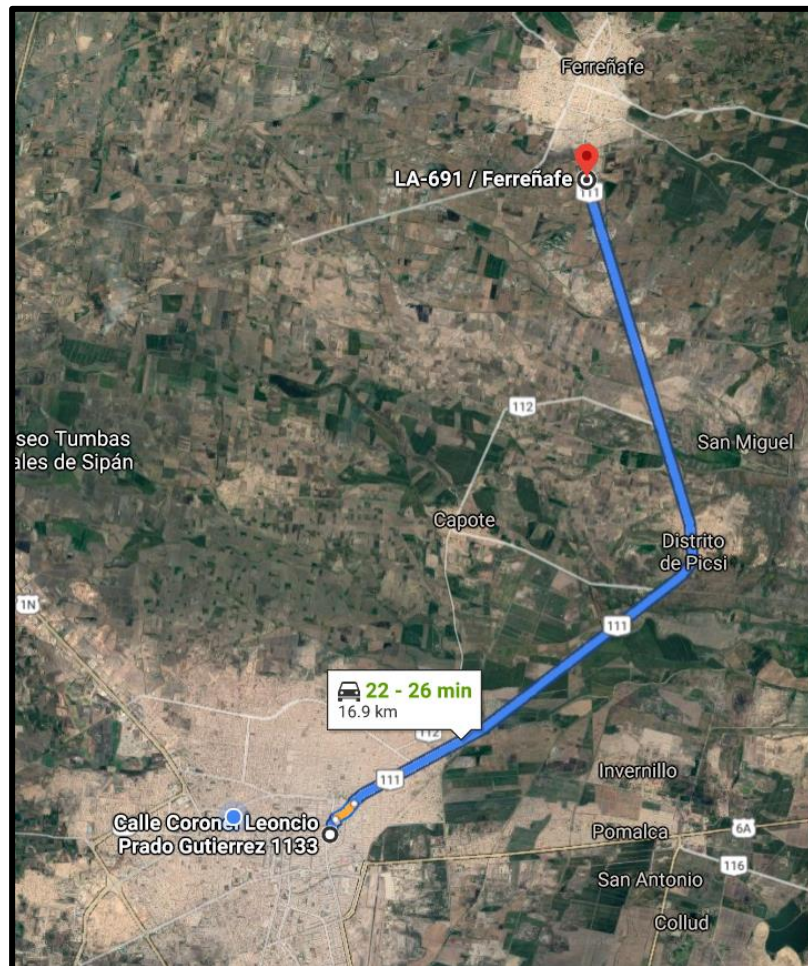 Ferreñafe
LA-691 / Ferreñafe
111
112
San Miguel
seo Tumbas
ales de Sipán
Capote
Distrito
de Picsi
1N
111
22 - 26 min
16.9 km
112
111
Invernillo
Calle Coronel Leoncio
Prado Gutierrez 1133
Pomalca
6A
116
San Antonio
Collud